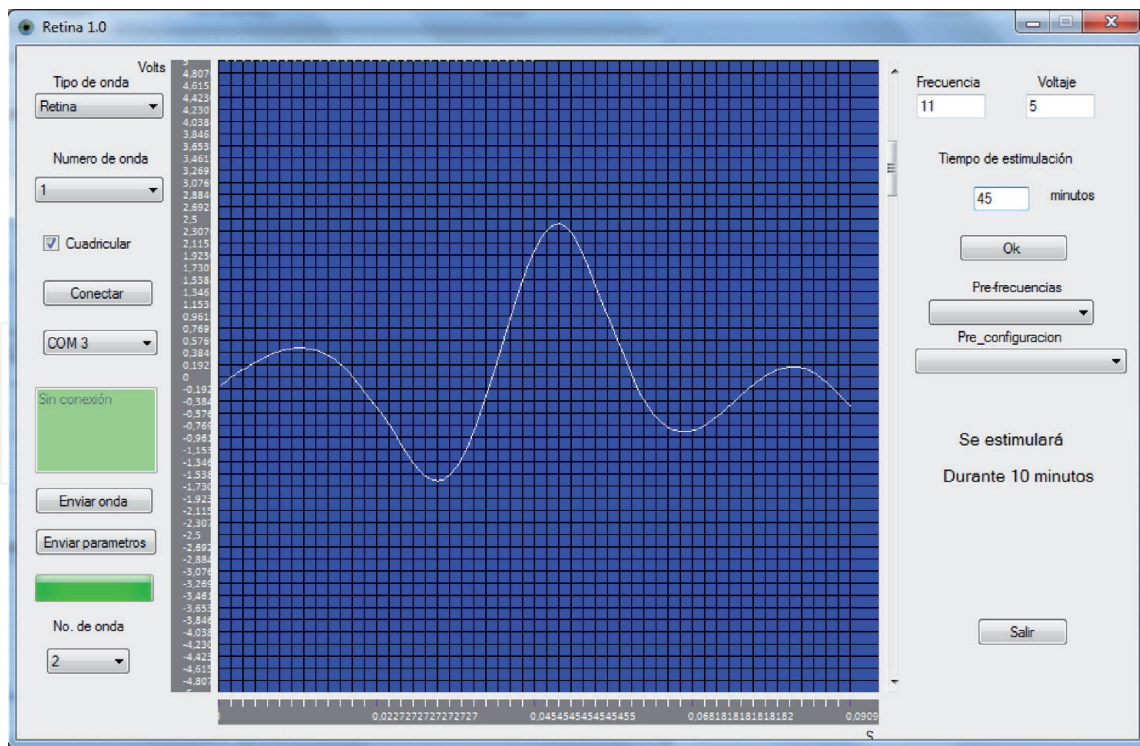 Retina 1.0
Volts
Tipo de onda
Retina
Numero de onda
1
Cuadricular
Conectar
COM 3
Sin conexión
Enviar onda
Enviar parametros
No. de onda
2
5
4,807
4,615
4,423
4,230
4,038
3,846
3,653
3,461
3,269
3,076
2,884
2,692
2,5
2,307
2,115
1,923
1,730
1,538
1,346
1,153
0,961
0,769
0,576
0,384
0,192
0
-0,192
-0,384
-0,576
-0,769
-0,961
-1,153
-1,346
-1,538
-1,730
-1,923
-2,115
-2,307
-2,5
-2,692
-2,884
-3,076
-3,269
-3,461
-3,653
-3,846
-4,038
-4,230
-4,423
-4,615
-4,807
0,0227272727272727
0,0454545454545455
0,0681818181818182
0,0909
S
Frecuencia
Voltaje
11
5
Tiempo de estimulación
45 minutos
Ok
Pre-frecuencias
Pre_configuracion
Se estimulará
Durante 10 minutos
Salir